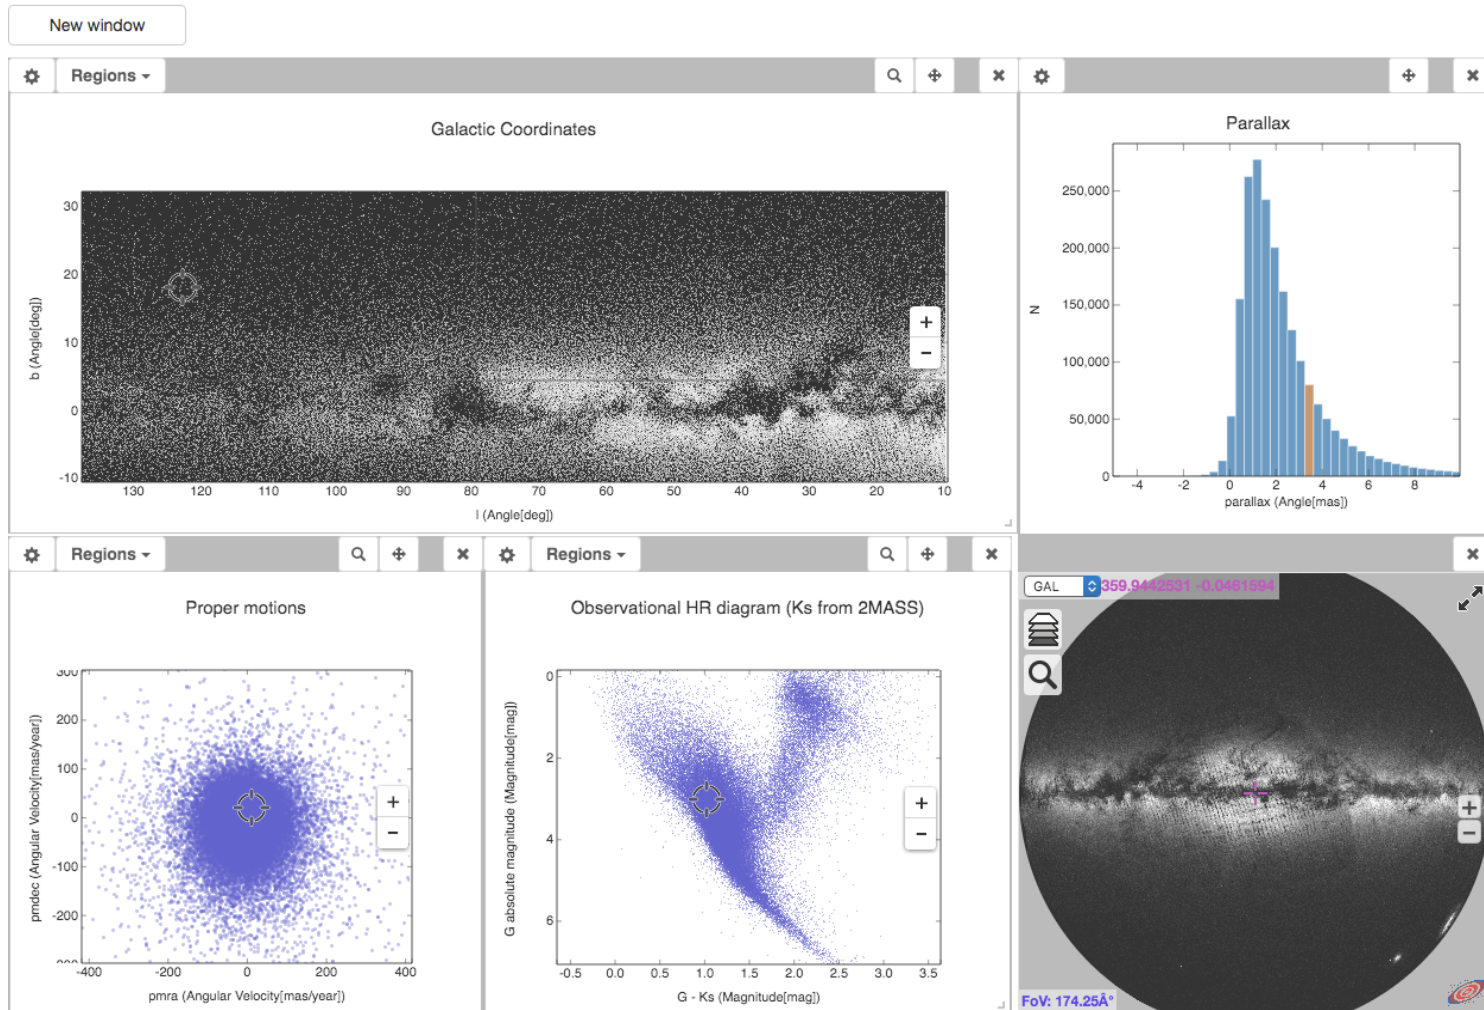 New window
Regions
Galactic Coordinates
b (Angle[deg])
30
20
10
0
-10
130 120 110 100 90 80 70 60 50 40 30 20 10
l (Angle[deg])
+
−
Parallax
N
250,000
200,000
150,000
100,000
50,000
0
-4 -2 0 2 4 6 8
parallax (Angle[mas])
Regions
Proper motions
pmdec (Angular Velocity[mas/year])
300
200
100
0
-100
-200
-400 -200 0 200 400
pmra (Angular Velocity[mas/year])
+
−
Regions
Observational HR diagram (Ks from 2MASS)
G absolute magnitude (Magnitude[mag])
0
2
4
6
-0.5 0.0 0.5 1.0 1.5 2.0 2.5 3.0 3.5
G - Ks (Magnitude[mag])
+
−
GAL 359.9442531 -0.0461594
+
−
FoV: 174.25Â°